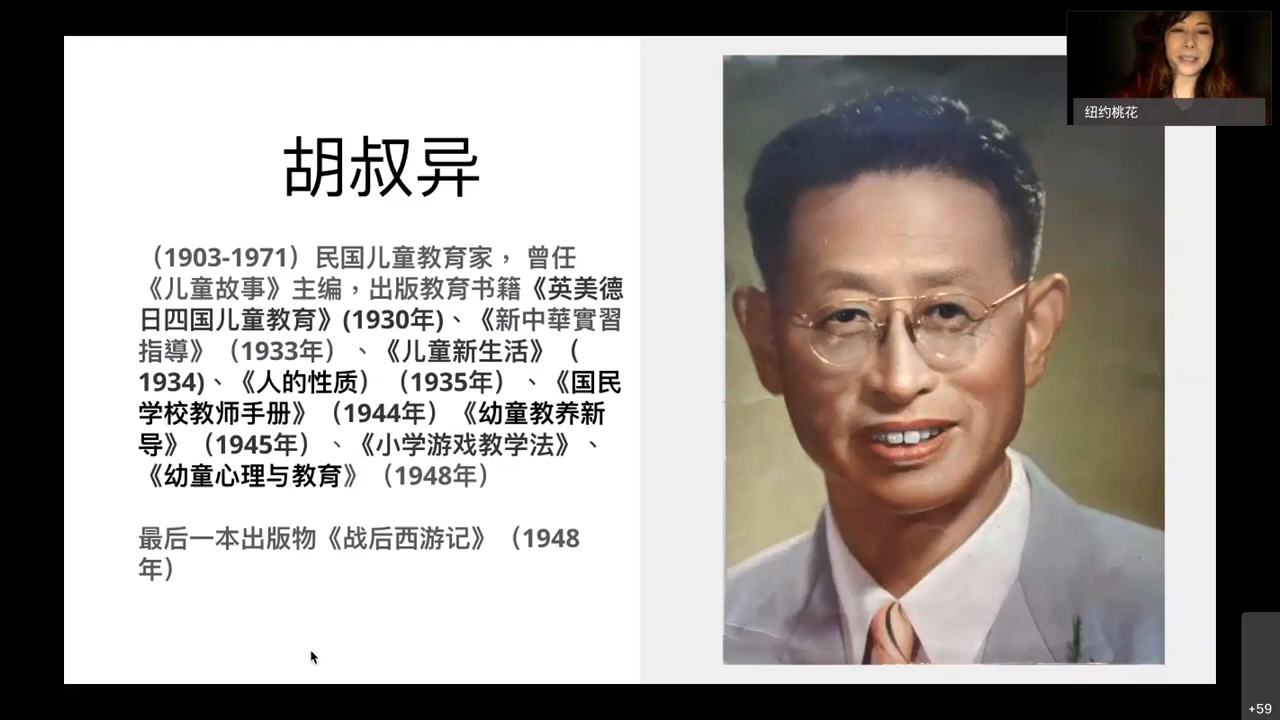 胡叔异
（1903-1971）民国儿童教育家， 曾任
《儿童故事》主编，出版教育书籍《英美德
日四国儿童教育》(1930年)、《新中華實習
指導》（1933年）、《儿童新生活》（
1934)、《人的性质）（1935年）、《国民
学校教师手册》（1944年）《幼童教养新
导》（1945年）、《小学游戏教学法》、
《幼童心理与教育》（1948年）
最后一本出版物《战后西游记》（1948
年）
纽约桃花
+59